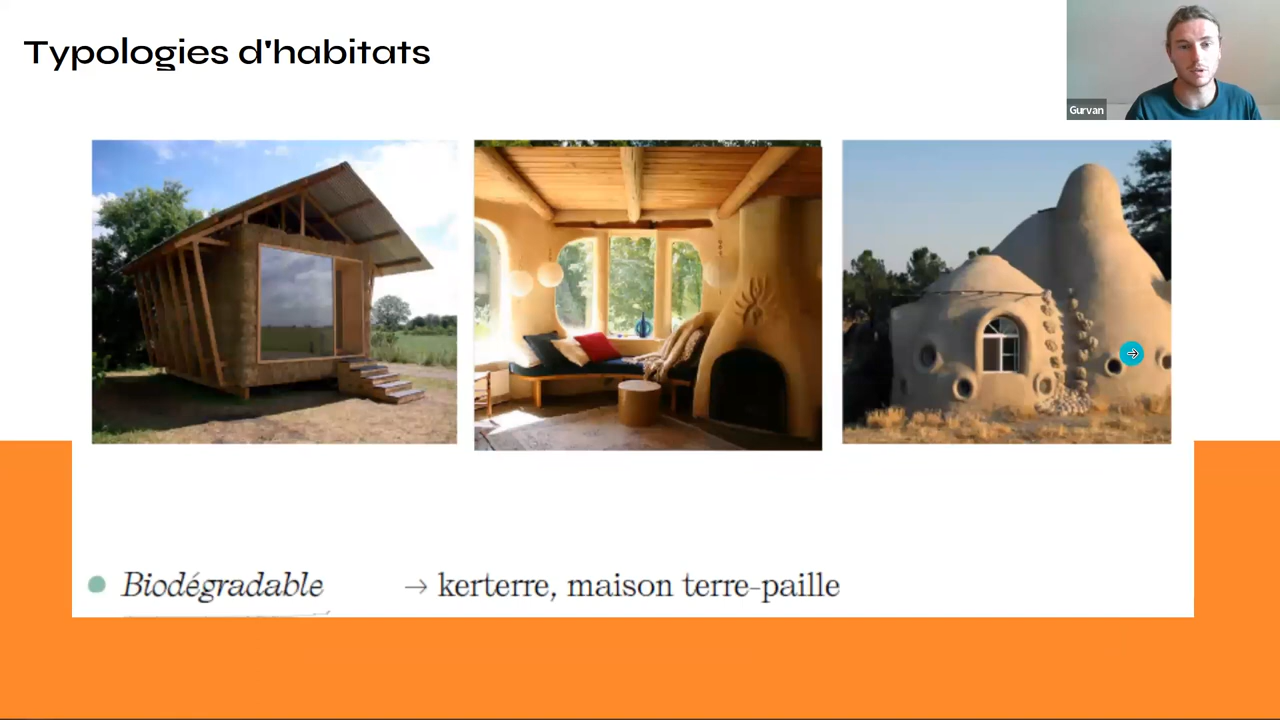 Typologies d'habitats
Gurvan
Biodégradable → kerterre, maison terre-paille